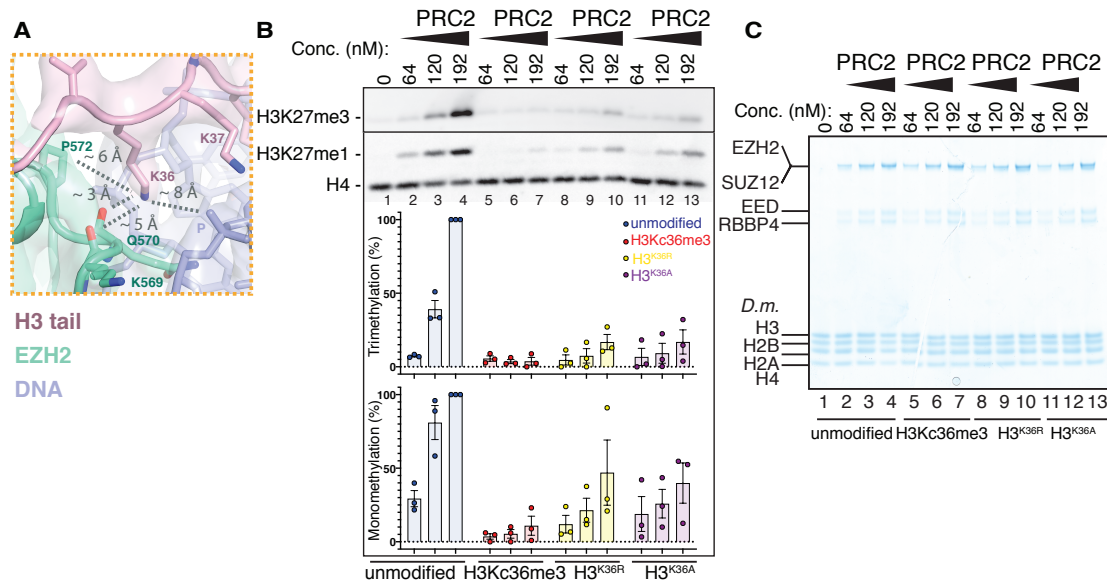 A
P572
K37
~ 6 Å
K36
~ 3 Å
~ 8 Å
~ 5 Å
P
Q570
K569
H3 tail
EZH2
DNA
B
PRC2 PRC2 PRC2 PRC2
Conc. (nM): 0 64 120 192 64 120 192 64 120 192 64 120 192
H3K27me3 -
H3K27me1 -
H4 -
1 2 3 4 5 6 7 8 9 10 11 12 13
Trimethylation (%)
100
50
0
unmodified
H3Kc36me3
H3K36R
H3K36A
Monomethylation (%)
100
50
0
unmodified H3Kc36me3 H3K36R H3K36A
C
PRC2 PRC2 PRC2 PRC2
Conc. (nM): 0 64 120 192 64 120 192 64 120 192 64 120 192
EZH2
SUZ12
EED
RBBP4
D.m.
H3
H2B
H2A
H4
1 2 3 4 5 6 7 8 9 10 11 12 13
unmodified H3Kc36me3 H3K36R H3K36A